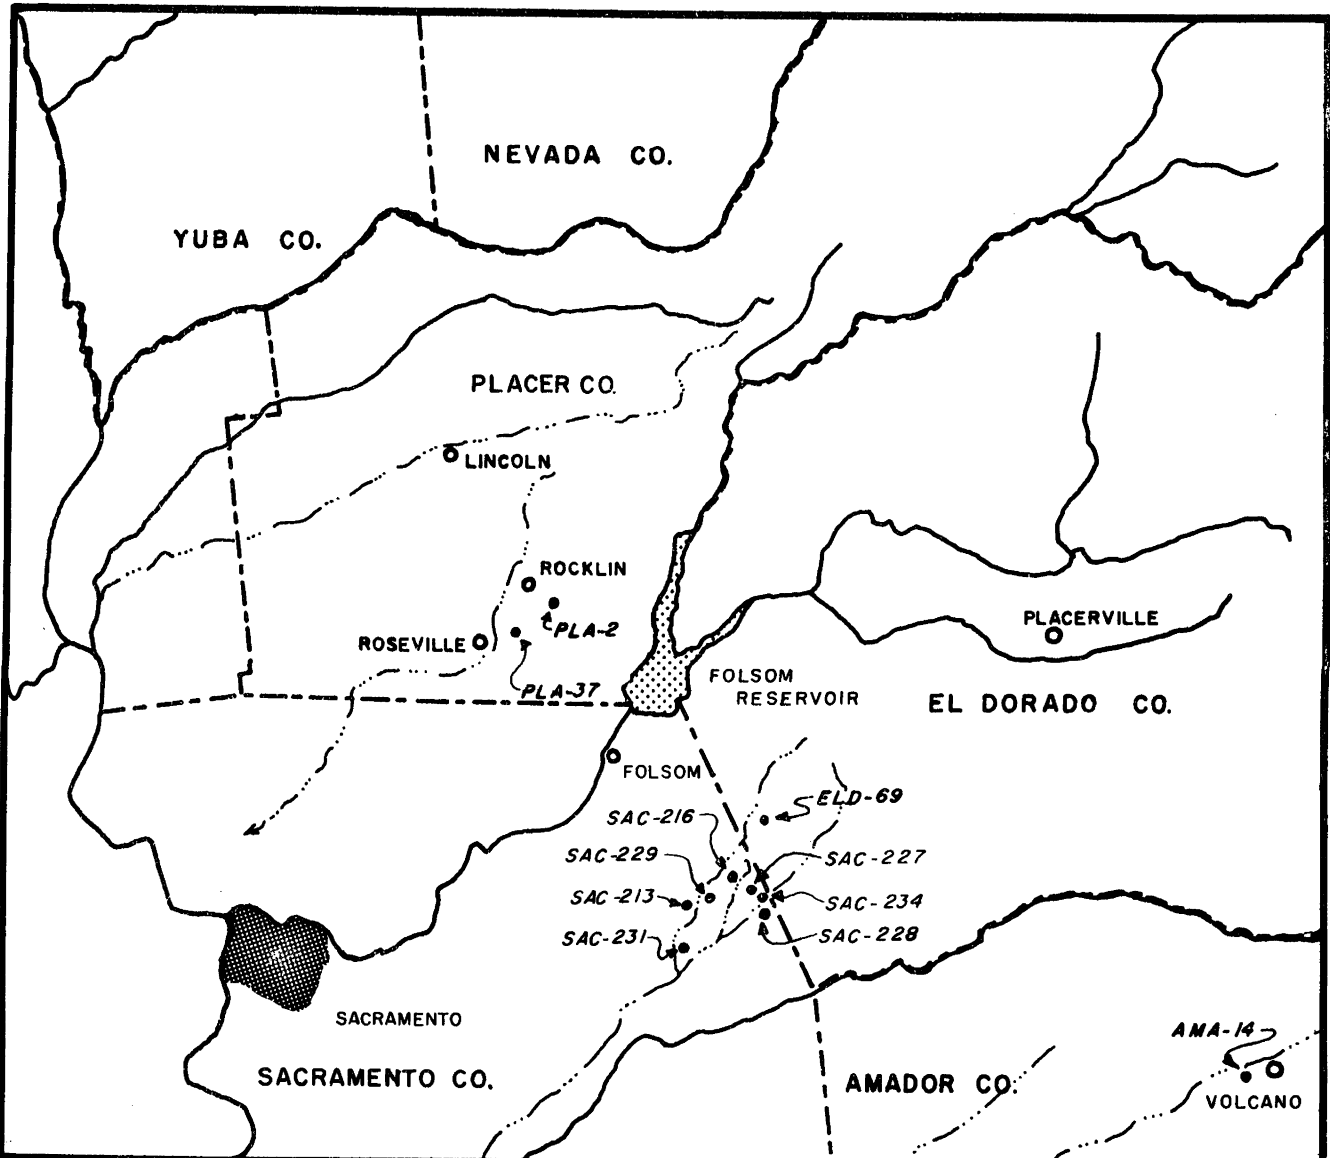 NEVADA CO.
YUBA CO.
PLACER CO.
LINCOLN
ROCKLIN
PLA-2
ROSEVILLE
PLA-37
PLACERVILLE
FOLSOM
RESERVOIR
EL DORADO CO.
FOLSOM
ELD-69
SAC-216
SAC-229
SAC-227
SAC-213
SAC-234
SAC-231
SAC-228
SACRAMENTO
AMA-14
SACRAMENTO CO.
AMADOR CO.
VOLCANO